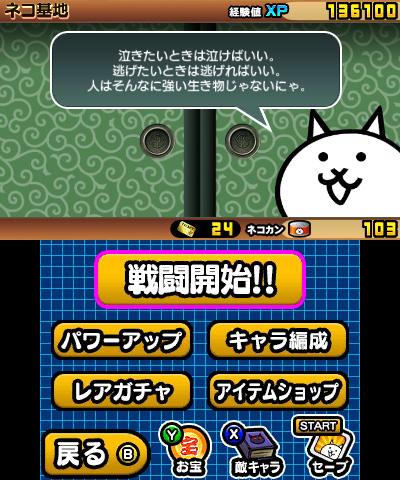 ネコ基地
経験値 XP 136100
泣きたいときは泣けばいい。
逃げたいときは逃げればいい。
人はそんなに強い生き物じゃないにゃ。
24 ネコカン 103
戦闘開始!!
パワーアップ
キャラ編成
レアガチャ
アイテムショップ
戻る B
Y 宝 お宝
X 敵キャラ
START セーブ